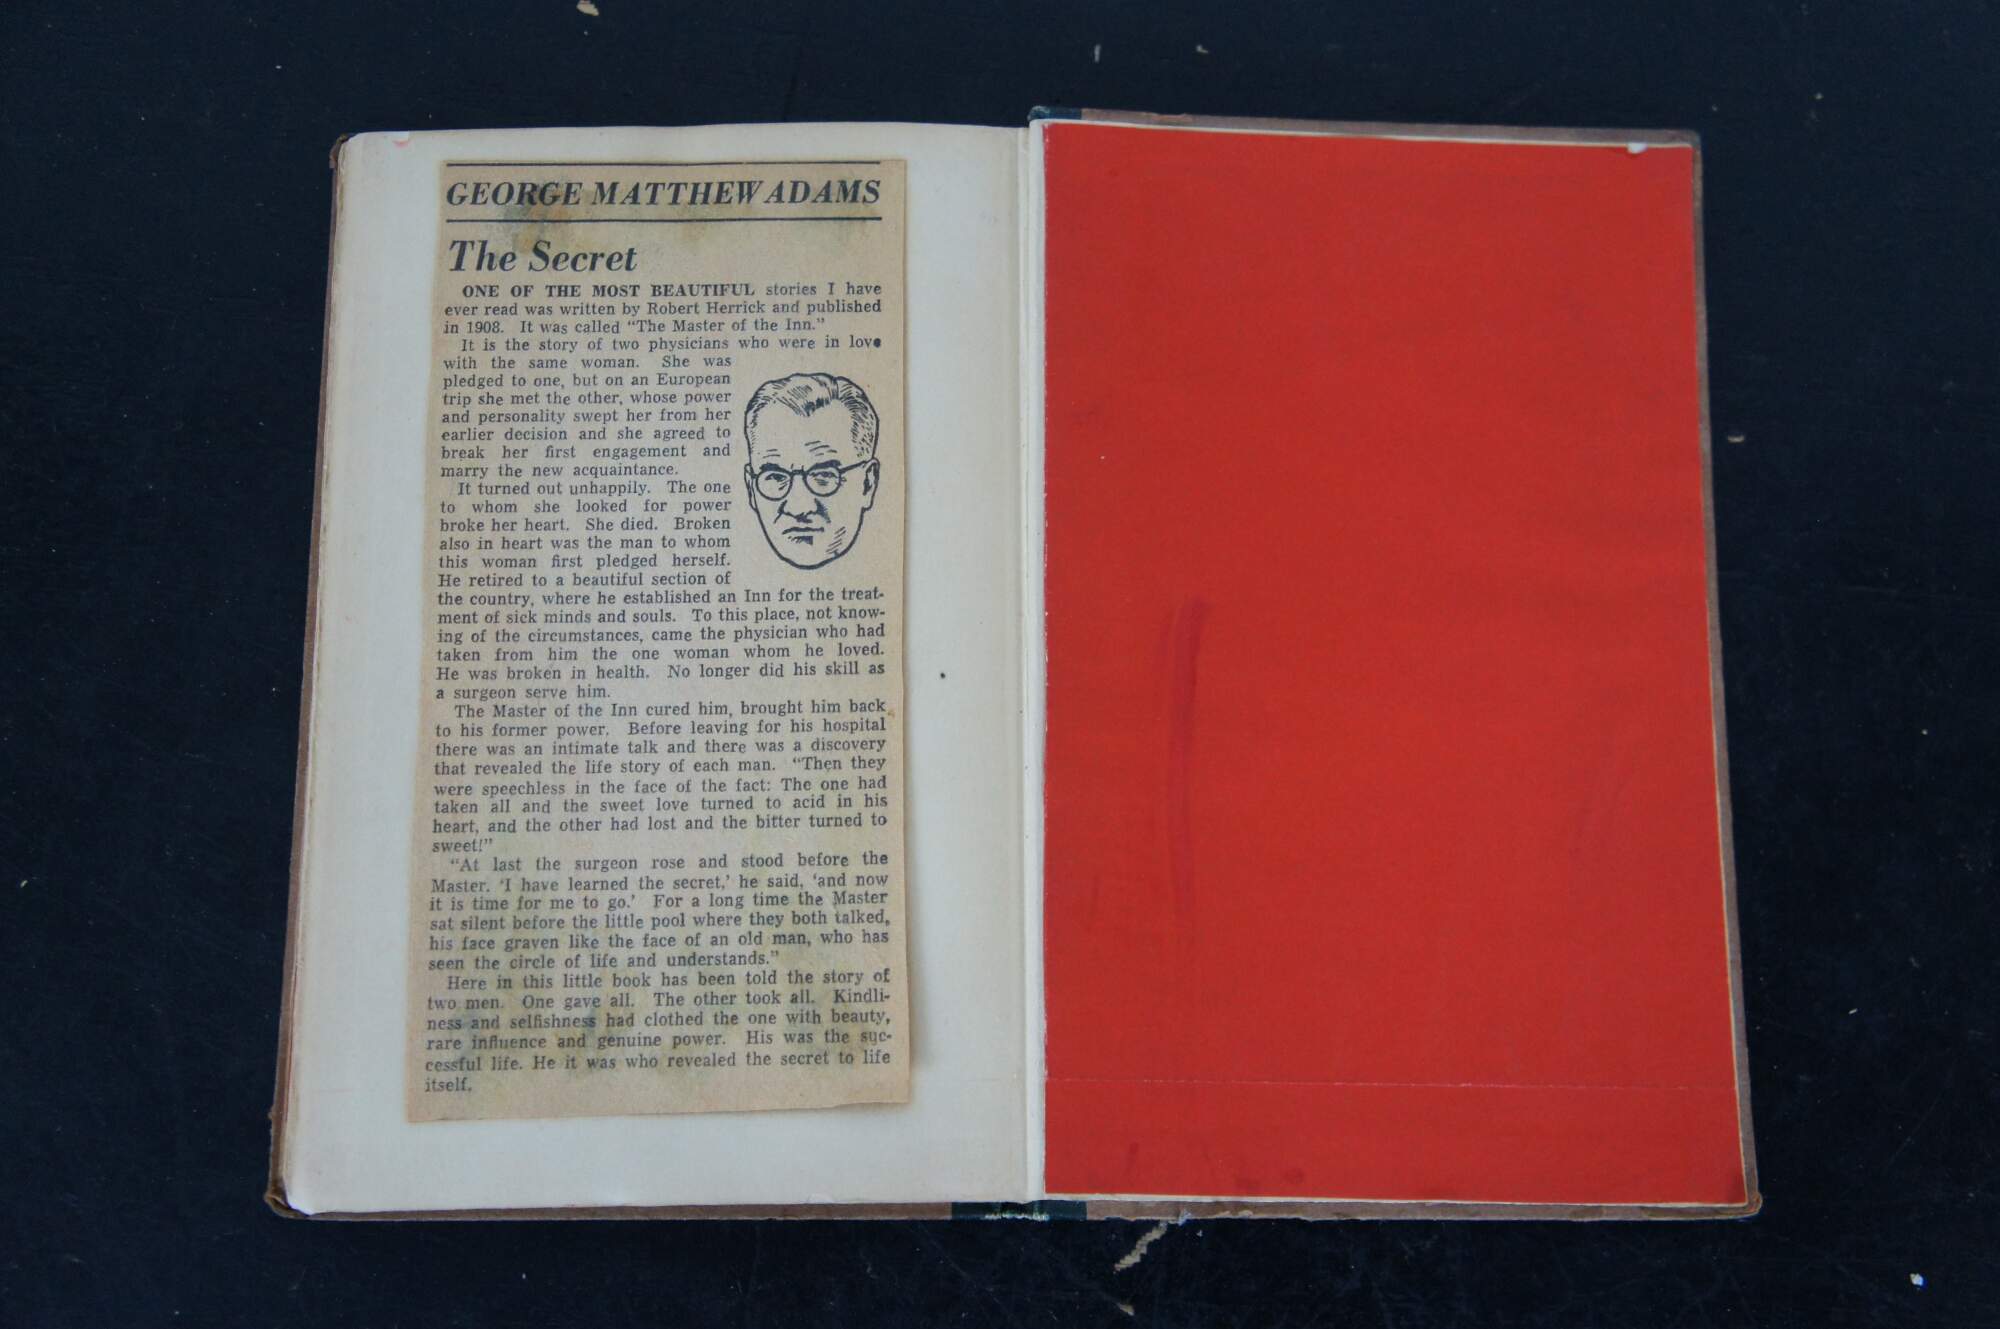 GEORGE MATTHEW ADAMS
The Secret
ONE OF THE MOST BEAUTIFUL stories I have
ever read was written by Robert Herrick and published
in 1908. It was called "The Master of the Inn."
It is the story of two physicians who were in love
with the same woman. She was
pledged to one, but on an European
trip she met the other, whose power
and personality swept her from her
earlier decision and she agreed to
break her first engagement and
marry the new acquaintance.
It turned out unhappily. The one
to whom she looked for power
broke her heart. She died. Broken
also in heart was the man to whom
this woman first pledged herself.
He retired to a beautiful section of
the country, where he established an Inn for the treat-
ment of sick minds and souls. To this place, not know-
ing of the circumstances, came the physician who had
taken from him the one woman whom he loved.
He was broken in health. No longer did his skill as
a surgeon serve him.
The Master of the Inn cured him, brought him back
to his former power. Before leaving for his hospital
there was an intimate talk and there was a discovery
that revealed the life story of each man. "Then they
were speechless in the face of the fact: The one had
taken all and the sweet love turned to acid in his
heart, and the other had lost and the bitter turned to
sweet!"
"At last the surgeon rose and stood before the
Master. 'I have learned the secret,' he said, 'and now
it is time for me to go.' For a long time the Master
sat silent before the little pool where they both talked,
his face graven like the face of an old man, who has
seen the circle of life and understands."
Here in this little book has been told the story of
two men. One gave all. The other took all. Kindli-
ness and selfishness had clothed the one with beauty,
rare influence and genuine power. His was the suc-
cessful life. He it was who revealed the secret to life
itself.